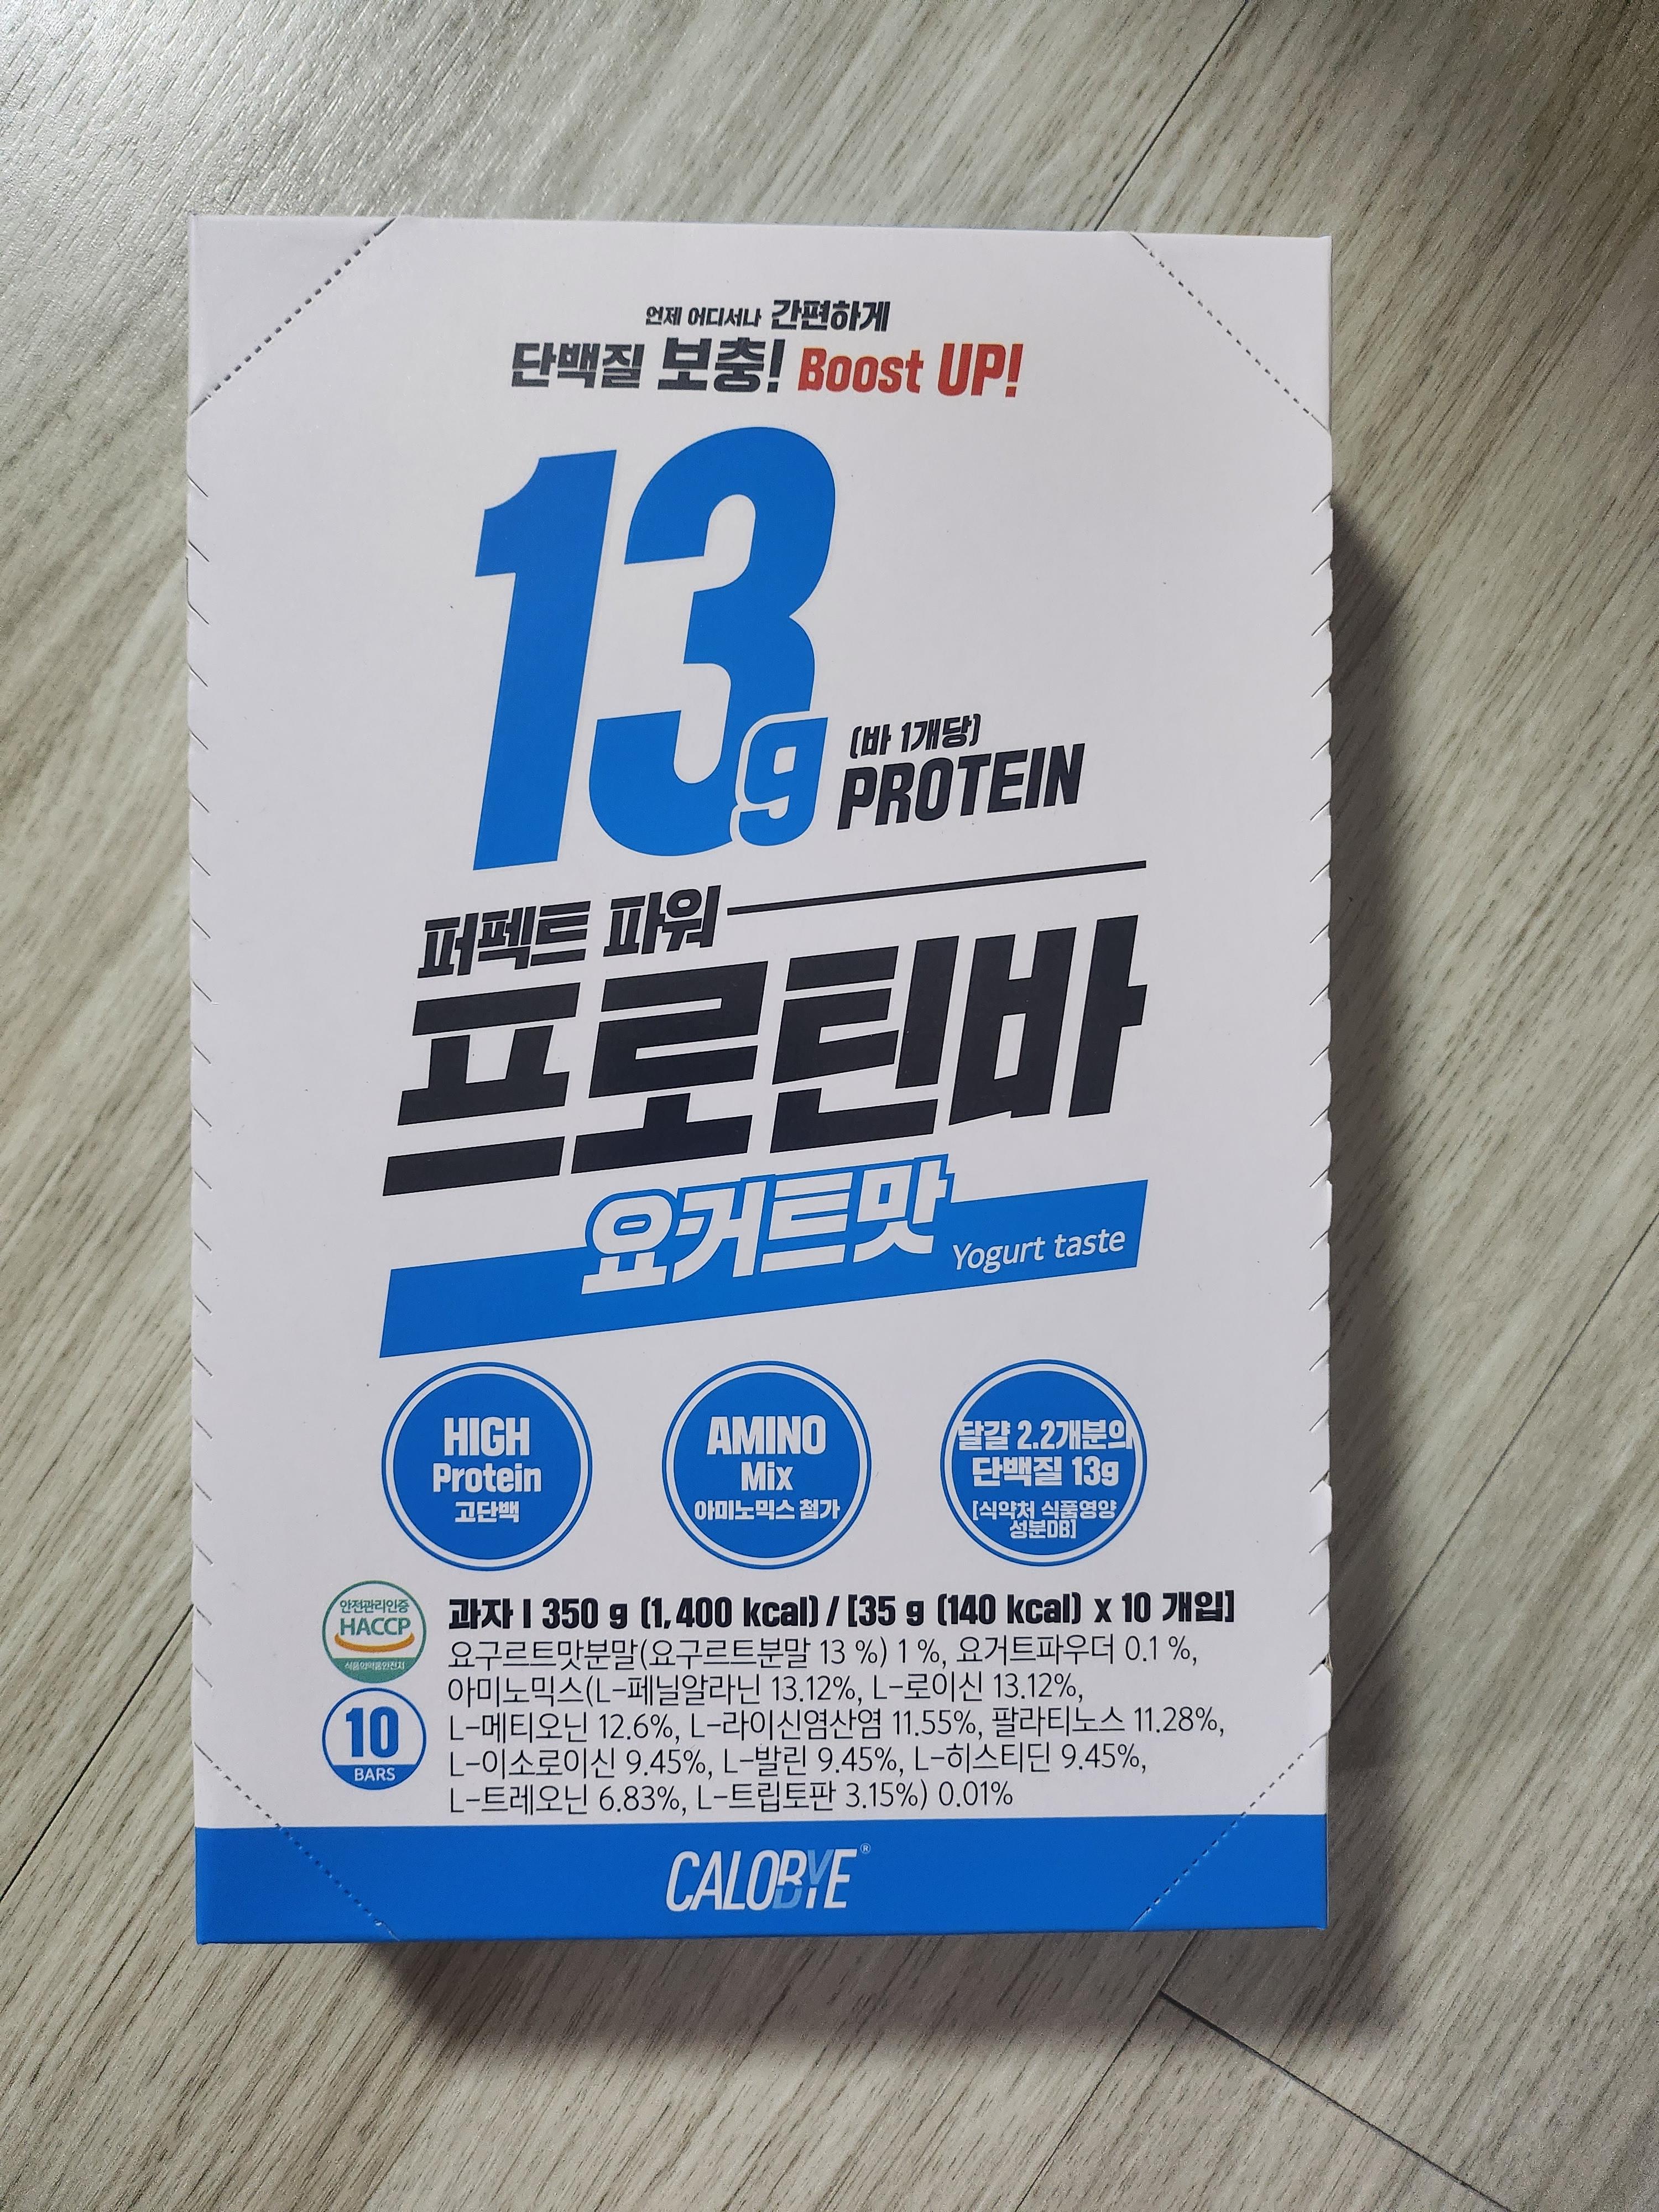 언제 어디서나 간편하게
단백질 보충! Boost UP!
13g
(바 1개당)
PROTEIN
퍼펙트 파워
프로틴바
요거트맛 Yogurt taste
HIGH
Protein
고단백
AMINO
Mix
아미노믹스 첨가
달걀 2.2개분의
단백질 13g
[식약처 식품영양
성분DB]
안전관리인증
HACCP
식품의약품안전처
10
BARS
과자 I 350 g (1,400 kcal) / [35 g (140 kcal) x 10 개입]
요구르트맛분말(요구르트분말 13 %) 1 %, 요거트파우더 0.1 %,
아미노믹스(L-페닐알라닌 13.12%, L-로이신 13.12%,
L-메티오닌 12.6%, L-라이신염산염 11.55%, 팔라티노스 11.28%,
L-이소로이신 9.45%, L-발린 9.45%, L-히스티딘 9.45%,
L-트레오닌 6.83%, L-트립토판 3.15%) 0.01%
CALOBYE®